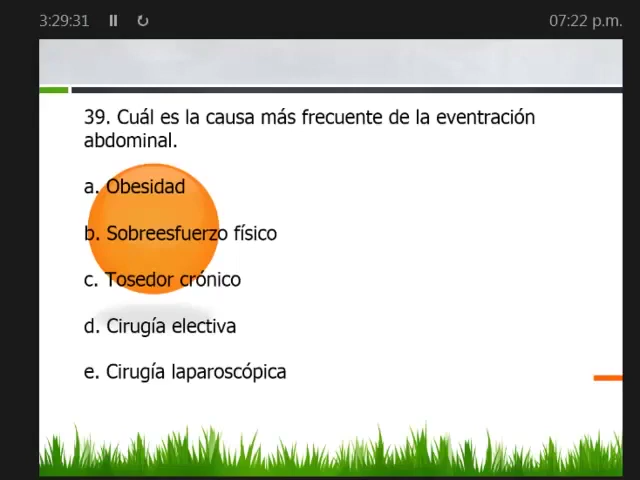 3:29:31
07:22 p.m.
39. Cuál es la causa más frecuente de la eventración
abdominal.
a. Obesidad
b. Sobreesfuerzo físico
c. Tosedor crónico
d. Cirugía electiva
e. Cirugía laparoscópica